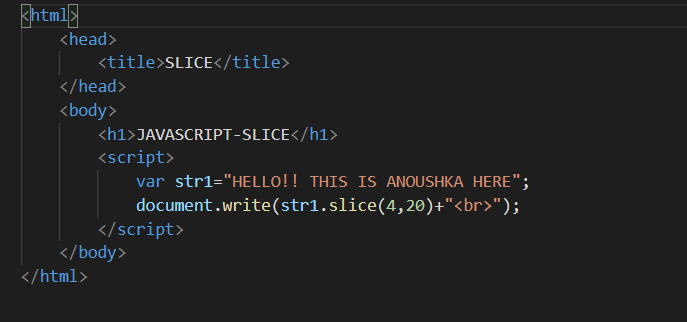 <html>
<head>
<title>SLICE</title>
</head>
<body>
<h1>JAVASCRIPT-SLICE</h1>
<script>
var str1="HELLO!! THIS IS ANOUSHKA HERE";
document.write(str1.slice(4,20)+"<br>");
</script>
</body>
</html>